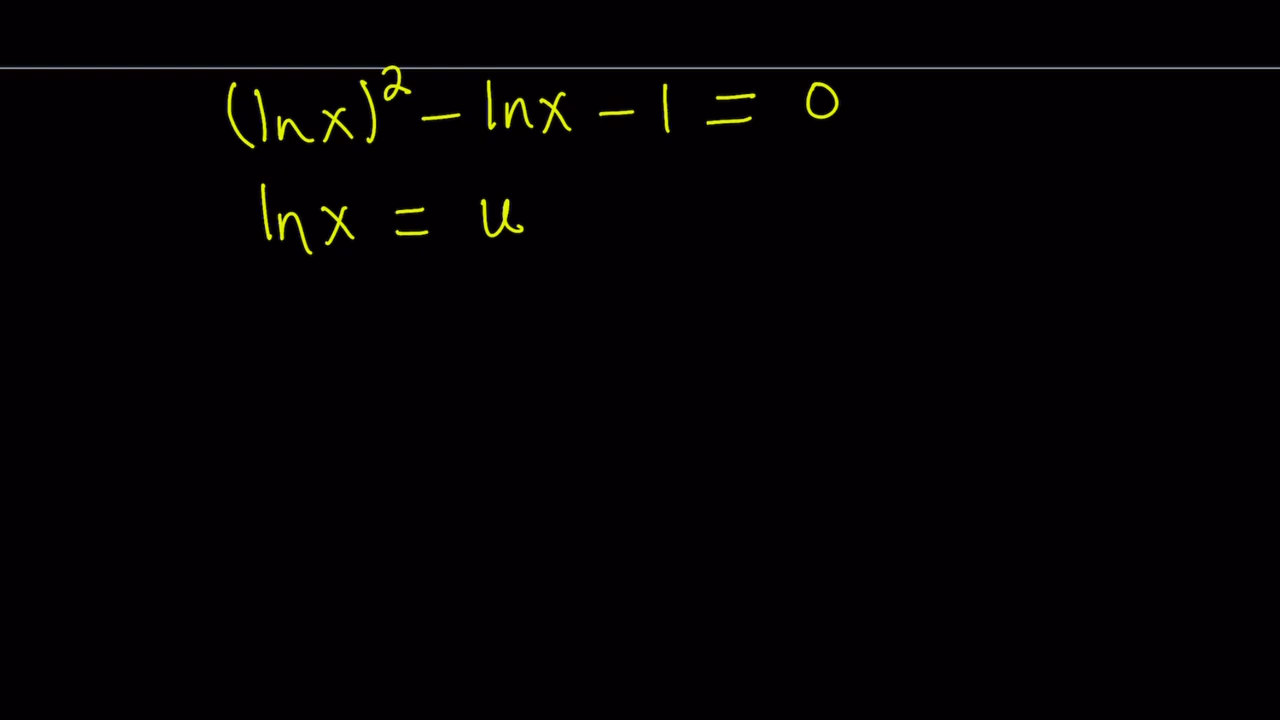 (ln x)² - ln x - 1 = 0
ln x = u